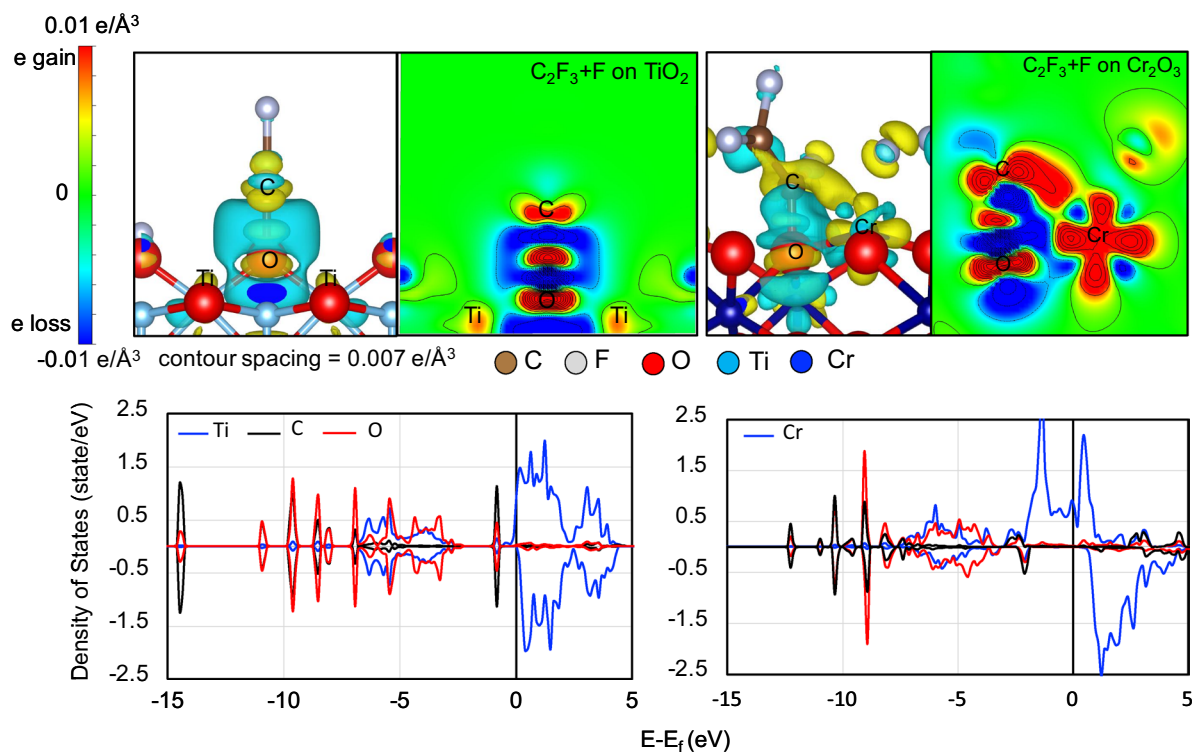 0.01 e/Å³
e gain
0
e loss
-0.01 e/Å³
contour spacing = 0.007 e/Å³
C
O
Ti
Ti
C₂F₃+F on TiO₂
C
O
Ti
Ti
C
Cr
O
C₂F₃+F on Cr₂O₃
C
Cr
O
C F O Ti Cr
Density of States (state/eV)
2.5
1.5
0.5
-0.5
-1.5
-2.5
Ti C O
-15 -10 -5 0 5
2.5
1.5
0.5
-0.5
-1.5
-2.5
Cr
-15 -10 -5 0 5
E-E_f (eV)